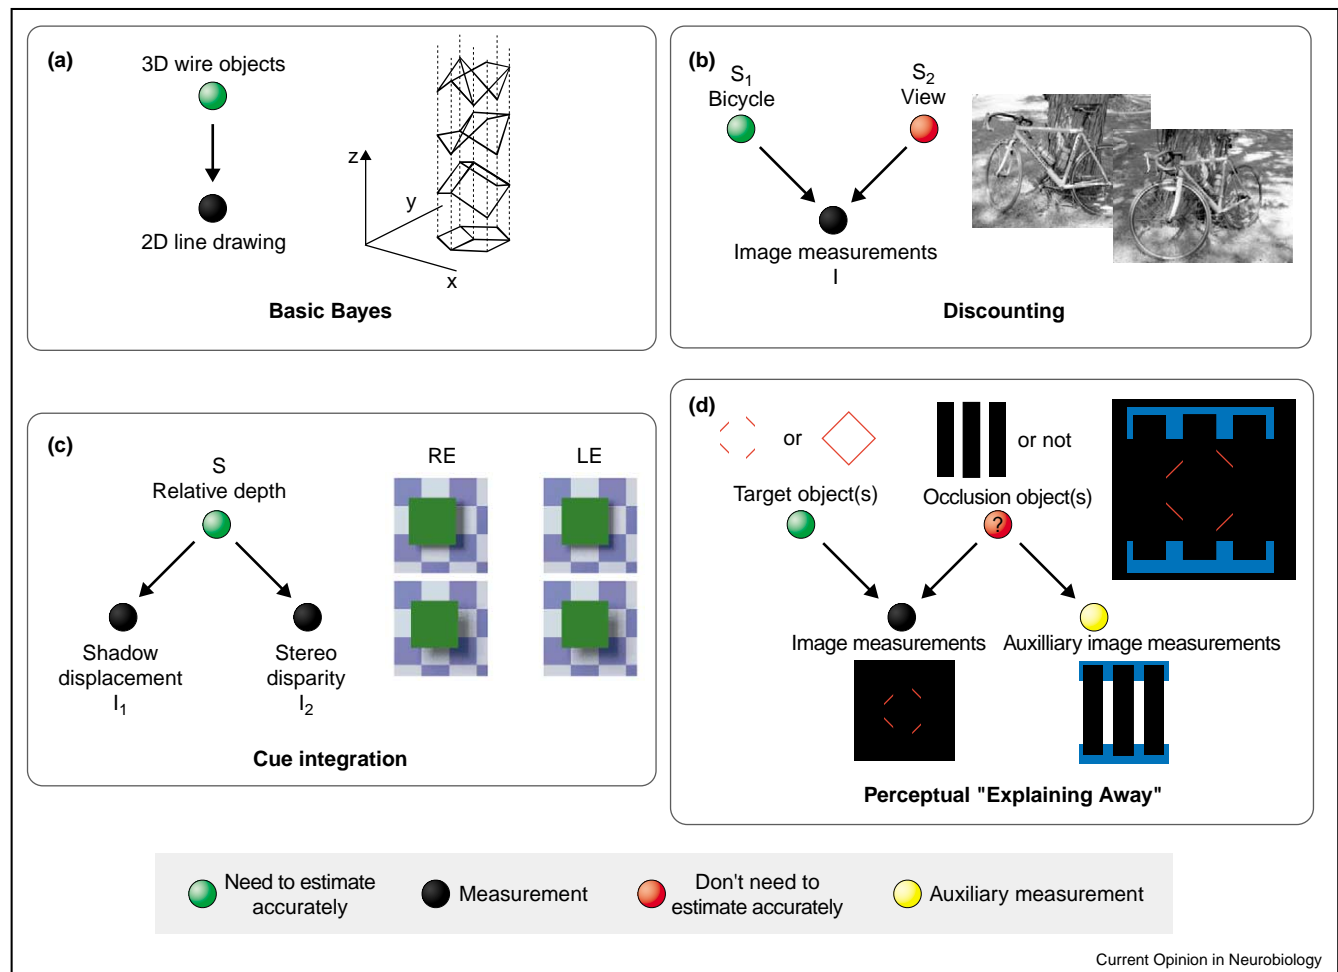 (a)
3D wire objects
2D line drawing
z
y
x
Basic Bayes
(b)
S1
Bicycle
S2
View
Image measurements
I
Discounting
(c)
S
Relative depth
Shadow
displacement
I1
Stereo
disparity
I2
RE
LE
Cue integration
(d)
or
or not
Target object(s)
Occlusion object(s)
?
Image measurements
Auxilliary image measurements
Perceptual "Explaining Away"
Need to estimate
accurately
Measurement
Don't need to
estimate accurately
Auxiliary measurement
Current Opinion in Neurobiology